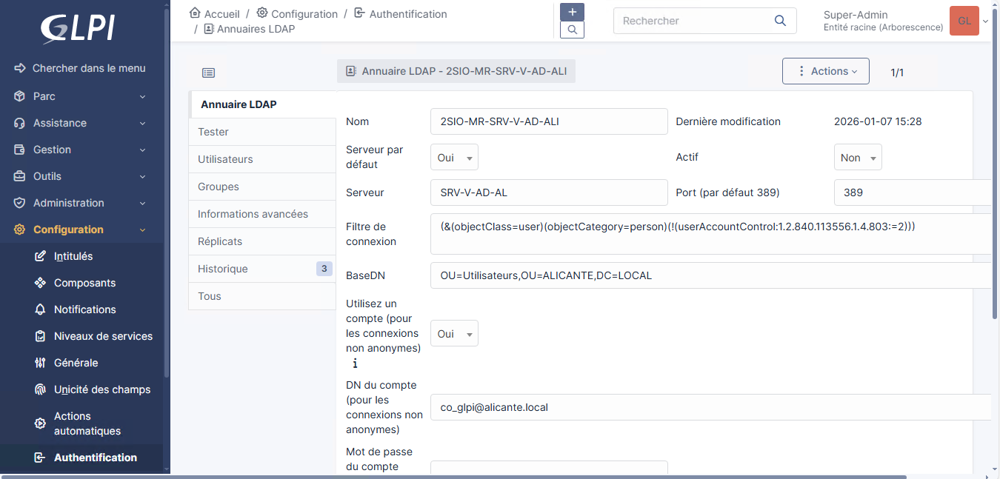 GLPI
Chercher dans le menu
Parc
Assistance
Gestion
Outils
Administration
Configuration
Intitulés
Composants
Notifications
Niveaux de services
Générale
Unicité des champs
Actions
automatiques
Authentification
Accueil / Configuration / Authentification
/ Annuaires LDAP
Rechercher
Super-Admin
Entité racine (Arborescence)
GL
Annuaire LDAP - 2SIO-MR-SRV-V-AD-ALI
Actions
1/1
Annuaire LDAP
Tester
Utilisateurs
Groupes
Informations avancées
Réplicats
Historique 3
Tous
Nom 2SIO-MR-SRV-V-AD-ALI Dernière modification 2026-01-07 15:28
Serveur par
défaut
Oui
Actif Non
Serveur SRV-V-AD-AL Port (par défaut 389) 389
Filtre de
connexion
(&(objectClass=user)(objectCategory=person)(!(userAccountControl:1.2.840.113556.1.4.803:=2)))
BaseDN OU=Utilisateurs,OU=ALICANTE,DC=LOCAL
Utilisez un
compte (pour
les connexions
non anonymes)
i
Oui
DN du compte
(pour les
connexions non
anonymes)
co_glpi@alicante.local
Mot de passe
du compte